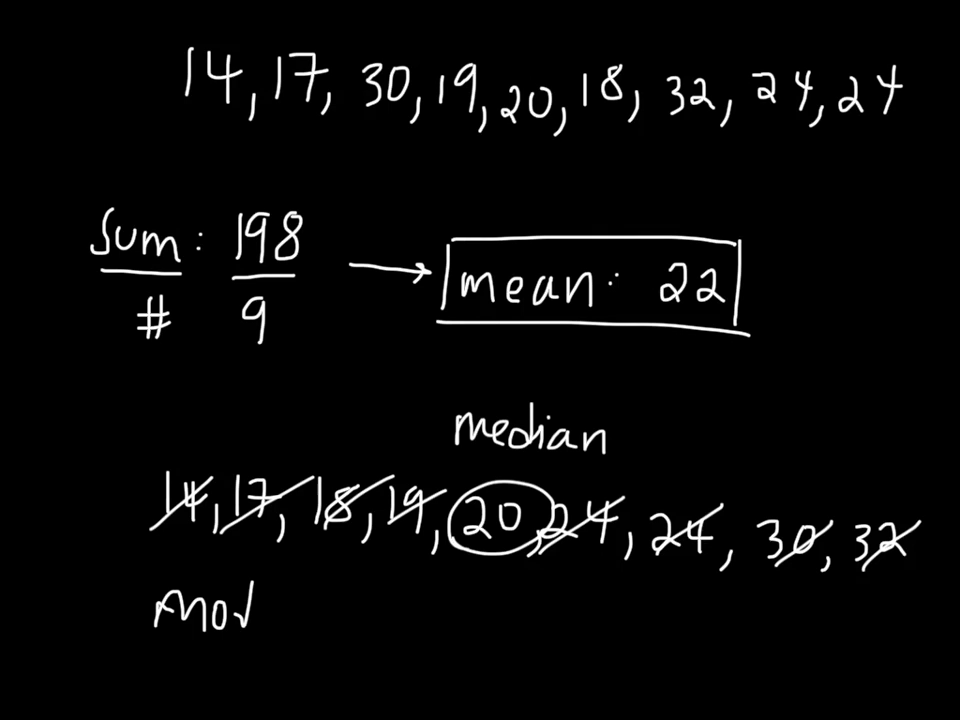 14, 17, 30, 19, 20, 18, 32, 24, 24
Sum: 198
# 9
mean: 22
median
14, 17, 18, 19, 20, 24, 24, 30, 32
mod